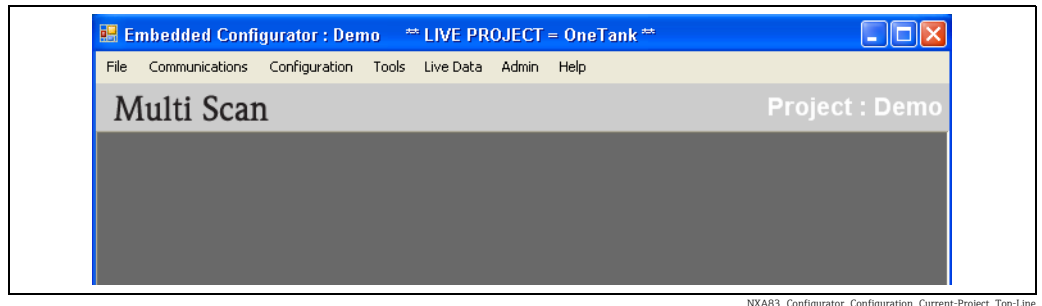 Embedded Configurator : Demo ** LIVE PROJECT = OneTank **
File Communications Configuration Tools Live Data Admin Help
Multi Scan Project : Demo
NXA83_Configurator_Configuration_Current-Project_Top-Line